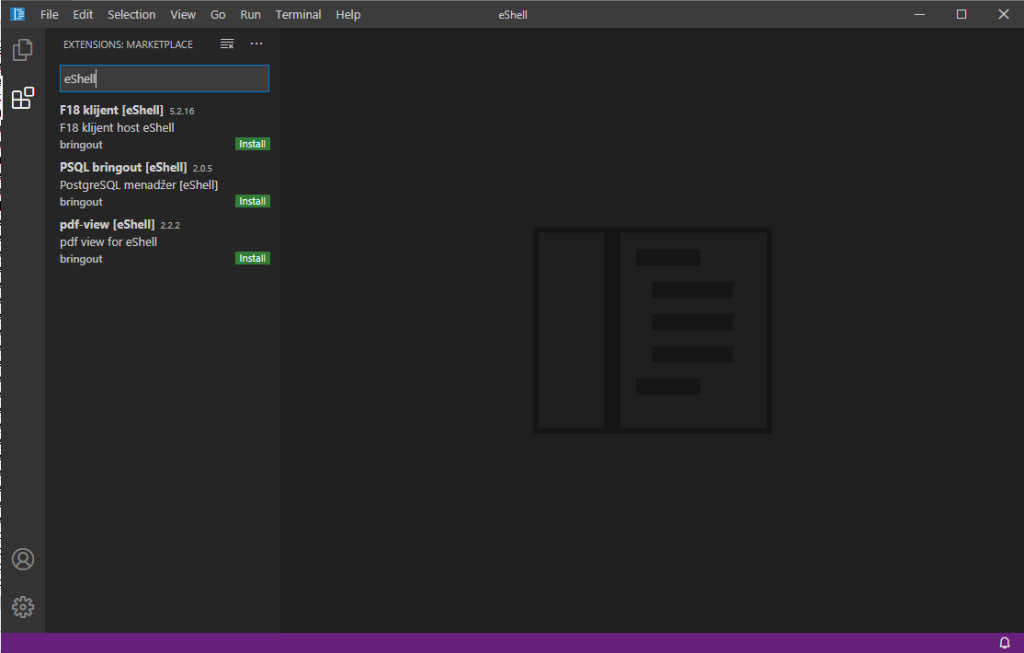 File Edit Selection View Go Run Terminal Help eShell
EXTENSIONS: MARKETPLACE
eShell
F18 klijent [eShell] 5.2.16
F18 klijent host eShell
bringout Install
PSQL bringout [eShell] 2.0.5
PostgreSQL menadžer [eShell]
bringout Install
pdf-view [eShell] 2.2.2
pdf view for eShell
bringout Install